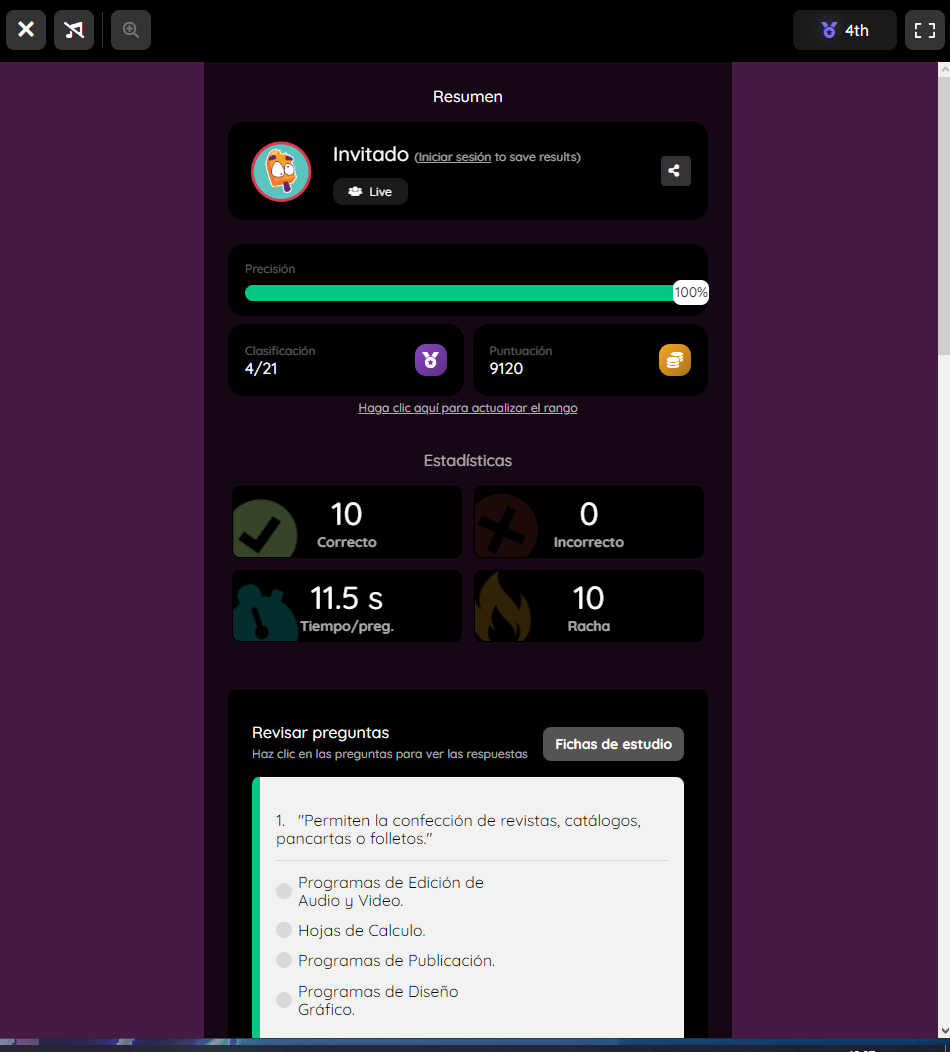 4th
Resumen
Invitado (Iniciar sesión to save results)
Live
Precisión
100%
Clasificación
4/21
Puntuación
9120
Haga clic aquí para actualizar el rango
Estadísticas
10
Correcto
0
Incorrecto
11.5 s
Tiempo/preg.
10
Racha
Revisar preguntas
Haz clic en las preguntas para ver las respuestas
Fichas de estudio
1. "Permiten la confección de revistas, catálogos,
pancartas o folletos."
Programas de Edición de
Audio y Video.
Hojas de Calculo.
Programas de Publicación.
Programas de Diseño
Gráfico.